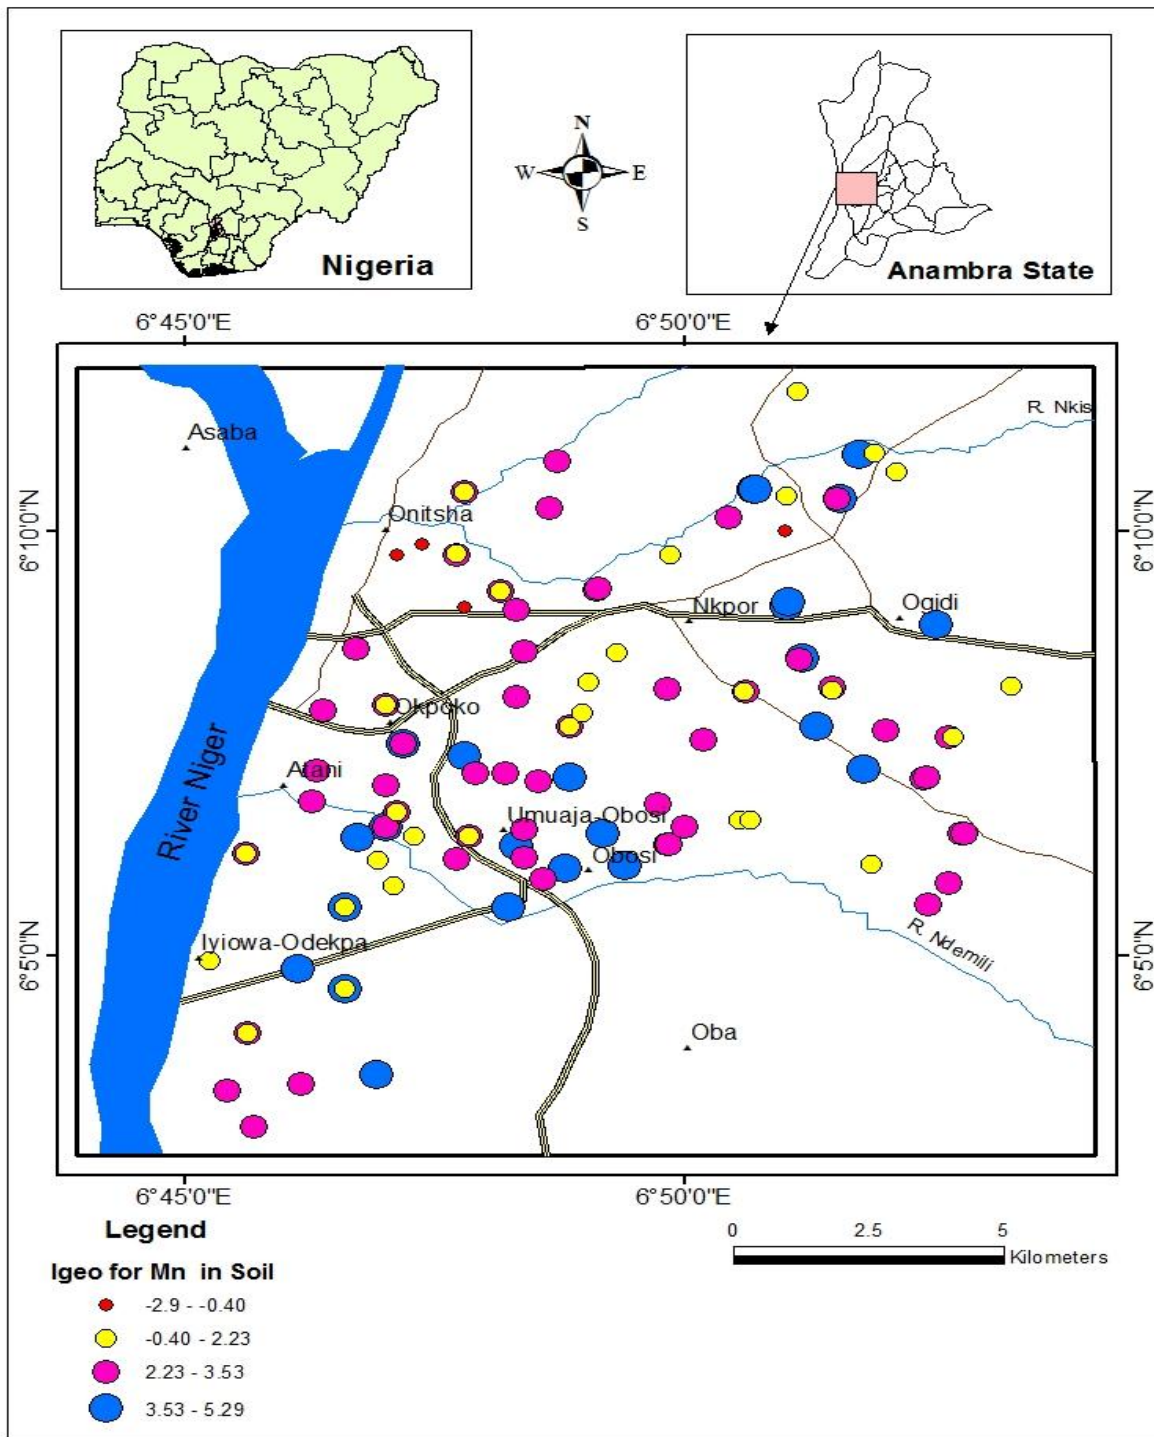 N
W E
S
Nigeria
Anambra State
6°45'0"E 6°50'0"E
Asaba
R. Nkis
Onitsha
6°10'0"N 6°10'0"N
Nkpor
Ogidi
Okpoko
River Niger
Atani
Umuaja-Obosi
Obosi
Iyiowa-Odekpa
R. Ndemili
6°5'0"N 6°5'0"N
Oba
6°45'0"E 6°50'0"E
Legend
0 2.5 5
Kilometers
Igeo for Mn in Soil
-2.9 - -0.40
-0.40 - 2.23
2.23 - 3.53
3.53 - 5.29